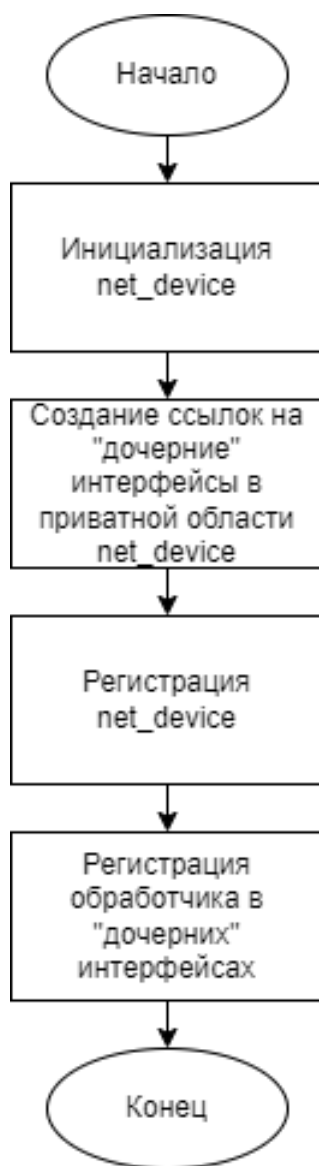 Начало
Инициализация
net_device
Создание ссылок на
"дочерние"
интерфейсы в
приватной области
net_device
Регистрация
net_device
Регистрация
обработчика в
"дочерних"
интерфейсах
Конец